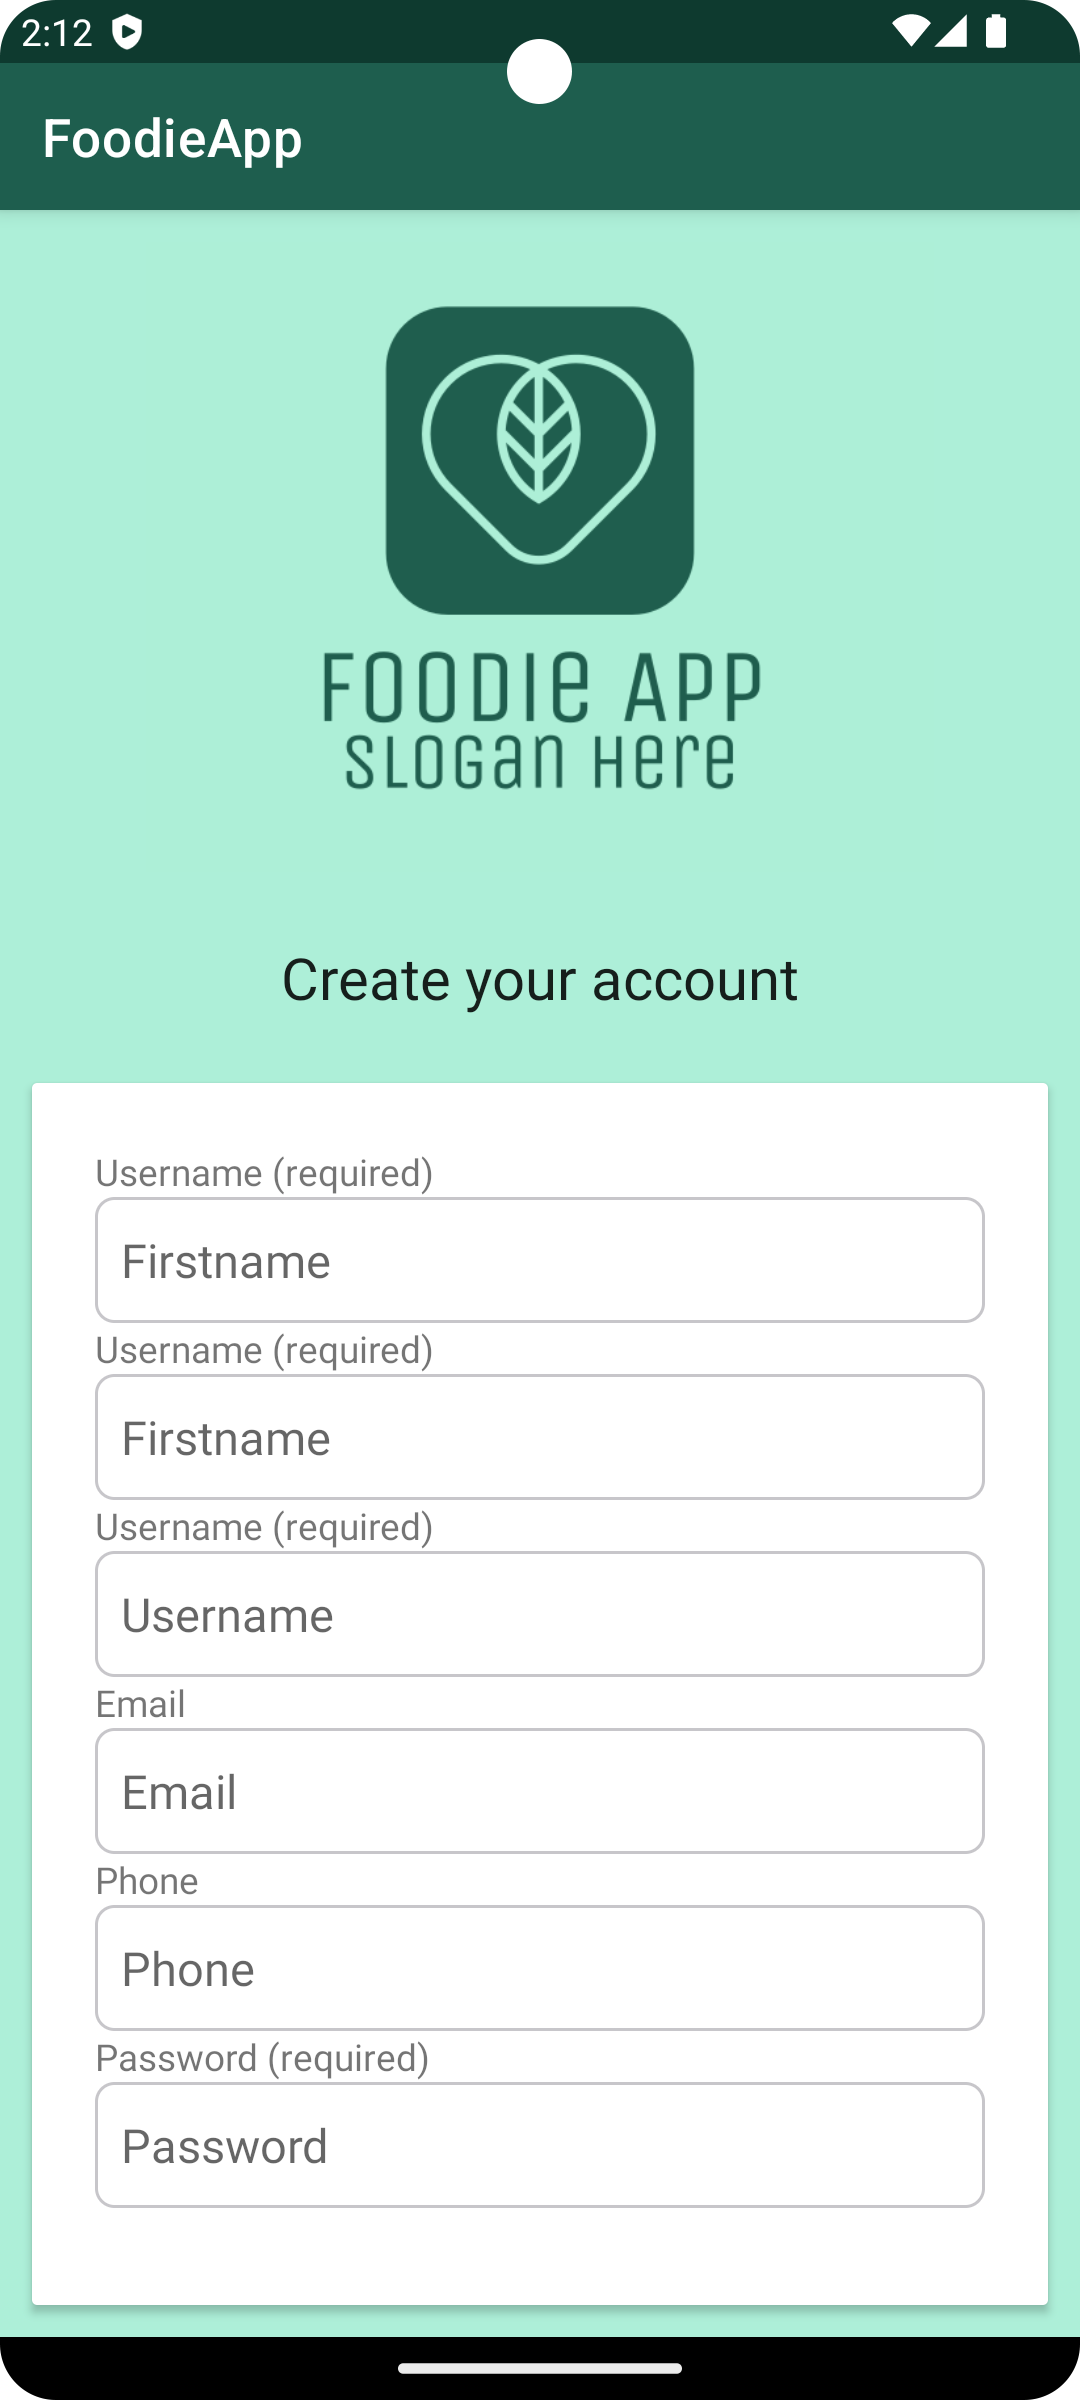 2:12
FoodieApp
FOODIe APP
SLOGan Here
Create your account
Username (required)
Firstname
Username (required)
Firstname
Username (required)
Username
Email
Email
Phone
Phone
Password (required)
Password